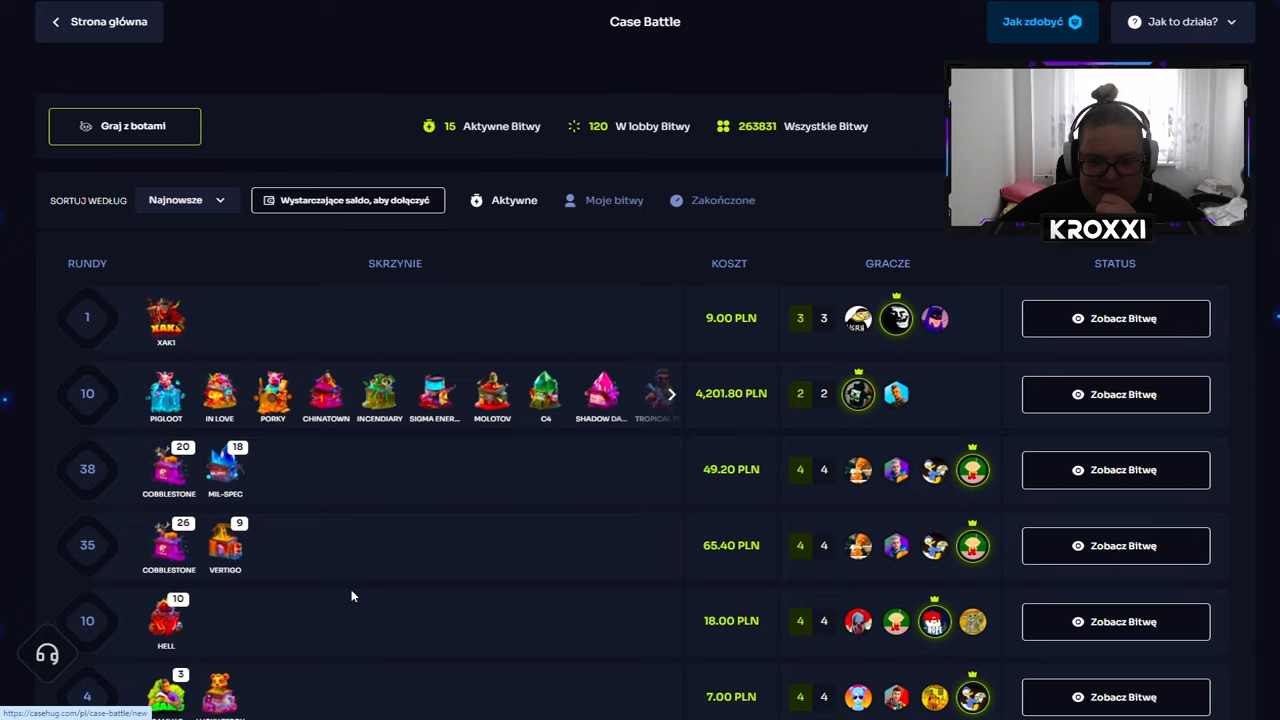 Strona główna
Case Battle
Jak zdobyć
? Jak to działa?
Graj z botami
15 Aktywne Bitwy
120 W lobby Bitwy
263831 Wszystkie Bitwy
KROXXI
SORTUJ WEDŁUG
Najnowsze
Wystarczające saldo, aby dołączyć
Aktywne
Moje bitwy
Zakończone
RUNDY SKRZYNIE KOSZT GRACZE STATUS
1
XAK1
9.00 PLN
3 3
Zobacz Bitwę
10
PIGLOOT IN LOVE PORKY CHINATOWN INCENDIARY SIGMA ENER... MOLOTOV C4 SHADOW DA...
4,201.80 PLN
2 2
Zobacz Bitwę
38
20 18
COBBLESTONE MIL-SPEC
49.20 PLN
4 4
Zobacz Bitwę
35
26 9
COBBLESTONE VERTIGO
65.40 PLN
4 4
Zobacz Bitwę
10
10
HELL
18.00 PLN
4 4
Zobacz Bitwę
4
3
7.00 PLN
4 4
Zobacz Bitwę
https://casehug.com/pl/case-battle/new